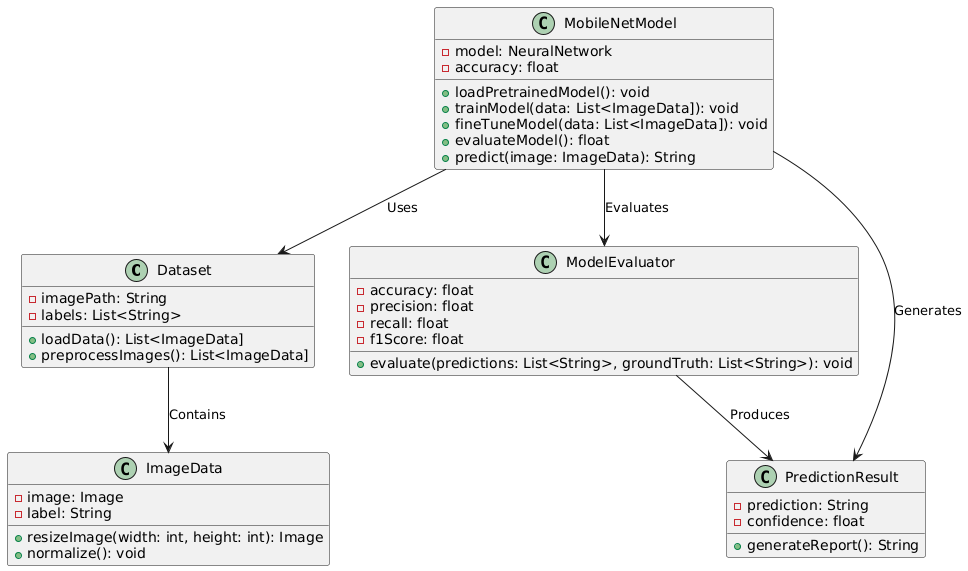 C MobileNetModel
model: NeuralNetwork
accuracy: float
loadPretrainedModel(): void
trainModel(data: List<ImageData]): void
fineTuneModel(data: List<ImageData]): void
evaluateModel(): float
predict(image: ImageData): String
Uses
Evaluates
Generates
C Dataset
imagePath: String
labels: List<String>
loadData(): List<ImageData]
preprocessImages(): List<ImageData]
C ModelEvaluator
accuracy: float
precision: float
recall: float
f1Score: float
evaluate(predictions: List<String>, groundTruth: List<String>): void
Contains
Produces
C ImageData
image: Image
label: String
resizeImage(width: int, height: int): Image
normalize(): void
C PredictionResult
prediction: String
confidence: float
generateReport(): String